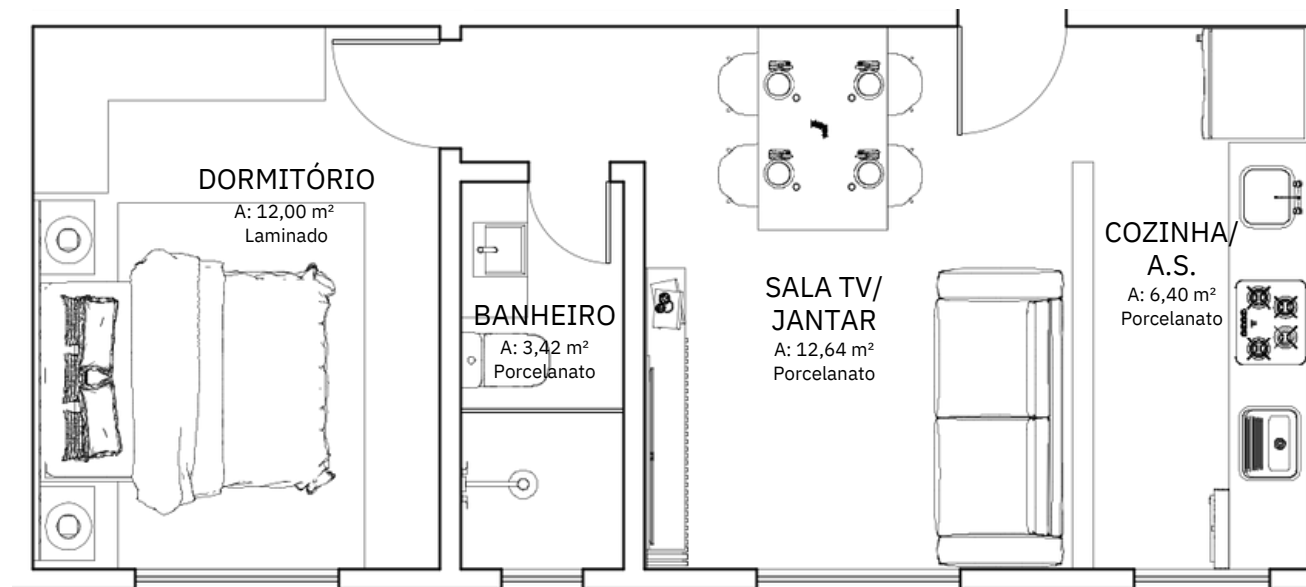 DORMITÓRIO
A: 12,00 m²
Laminado
BANHEIRO
A: 3,42 m²
Porcelanato
SALA TV/
JANTAR
A: 12,64 m²
Porcelanato
COZINHA/
A.S.
A: 6,40 m²
Porcelanato